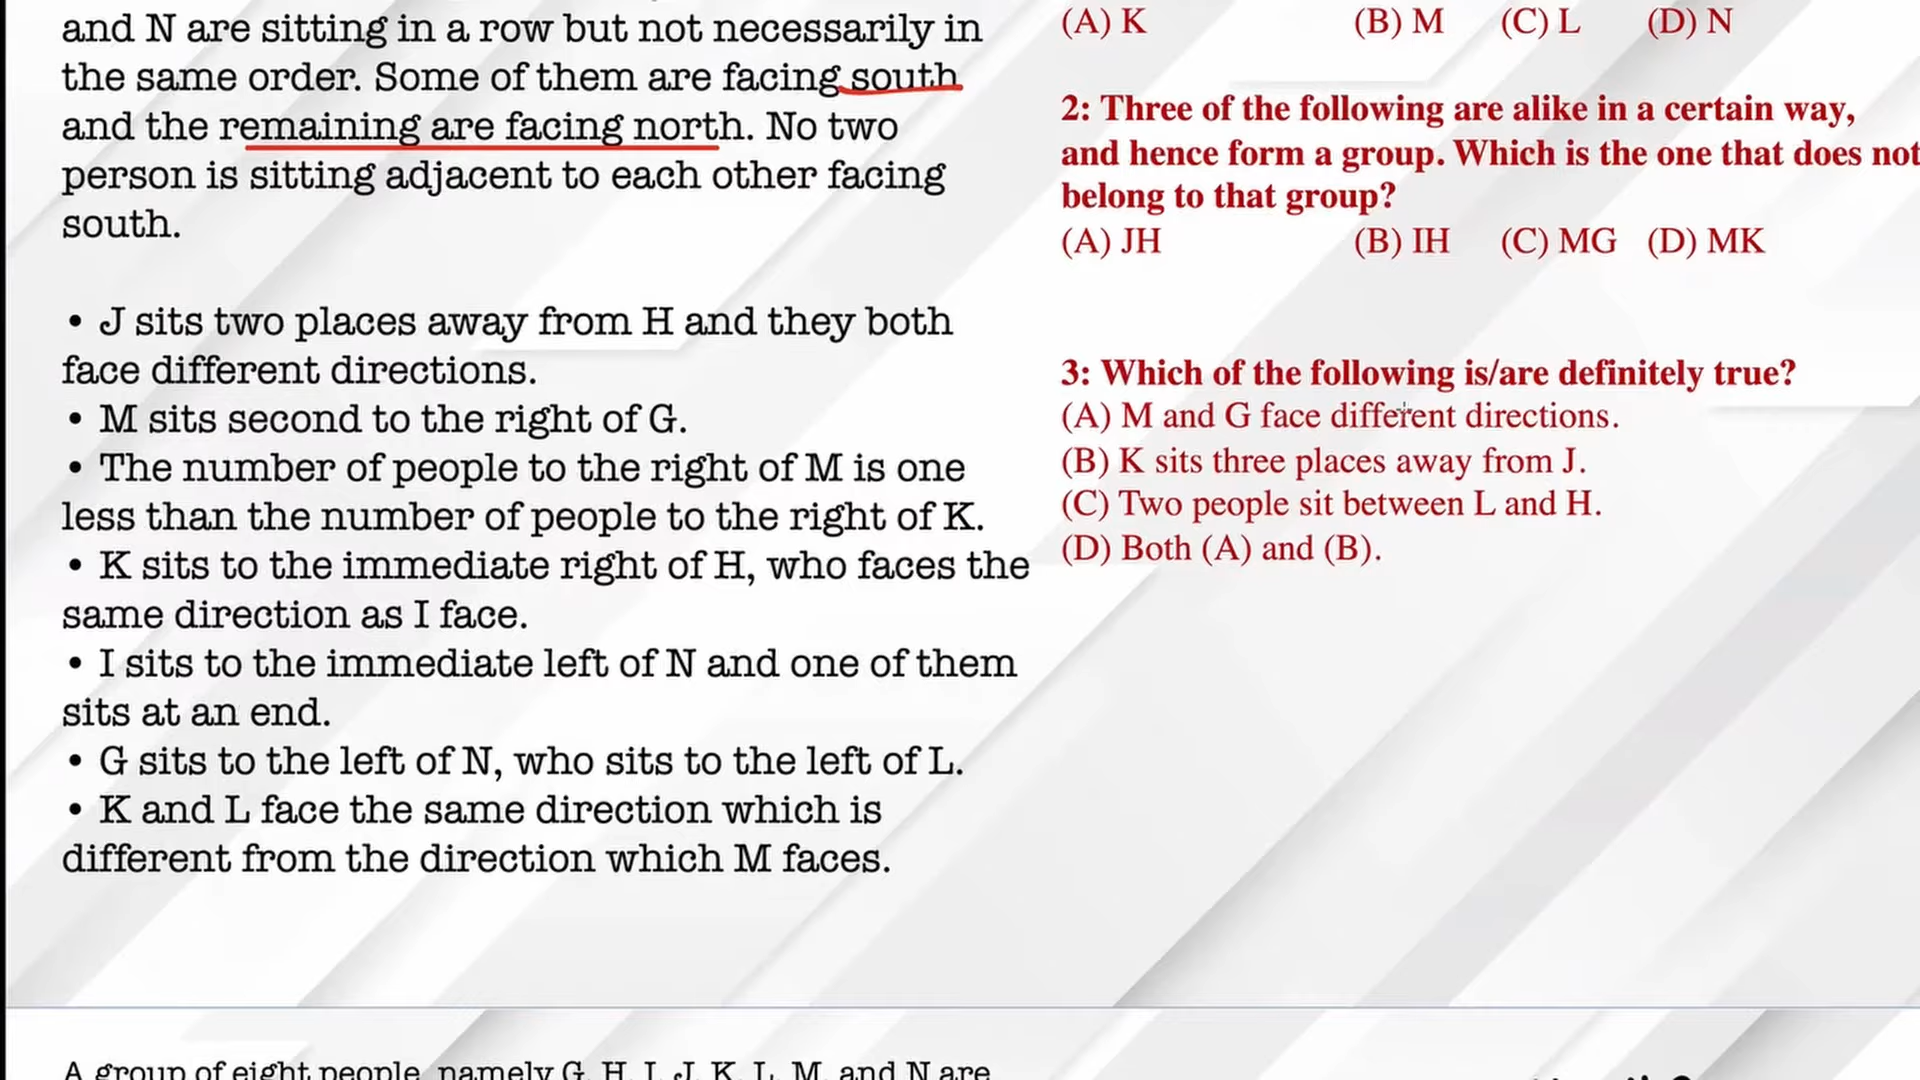 and N are sitting in a row but not necessarily in
the same order. Some of them are facing south
and the remaining are facing north. No two
person is sitting adjacent to each other facing
south.
• J sits two places away from H and they both
face different directions.
• M sits second to the right of G.
• The number of people to the right of M is one
less than the number of people to the right of K.
• K sits to the immediate right of H, who faces the
same direction as I face.
• I sits to the immediate left of N and one of them
sits at an end.
• G sits to the left of N, who sits to the left of L.
• K and L face the same direction which is
different from the direction which M faces.
A group of eight people, namely G, H, I, J, K, L, M, and N are
(A) K (B) M (C) L (D) N
2: Three of the following are alike in a certain way,
and hence form a group. Which is the one that does not
belong to that group?
(A) JH (B) IH (C) MG (D) MK
3: Which of the following is/are definitely true?
(A) M and G face different directions.
(B) K sits three places away from J.
(C) Two people sit between L and H.
(D) Both (A) and (B).